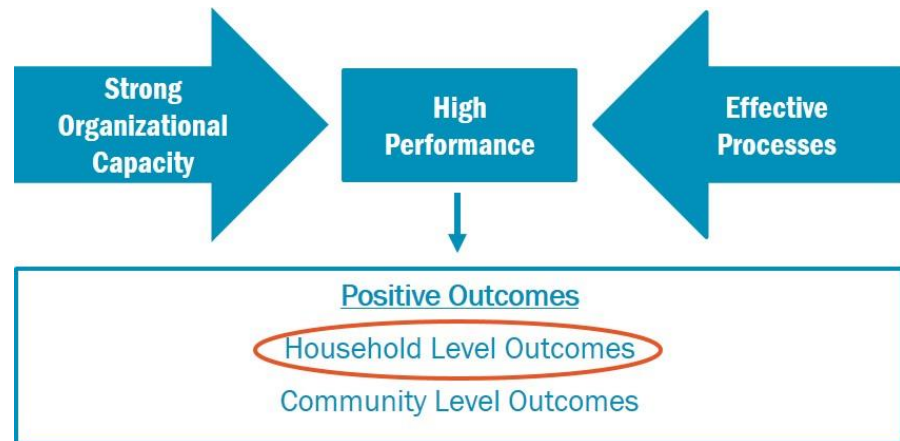 Strong
Organizational
Capacity
High
Performance
Effective
Processes
Positive Outcomes
Household Level Outcomes
Community Level Outcomes